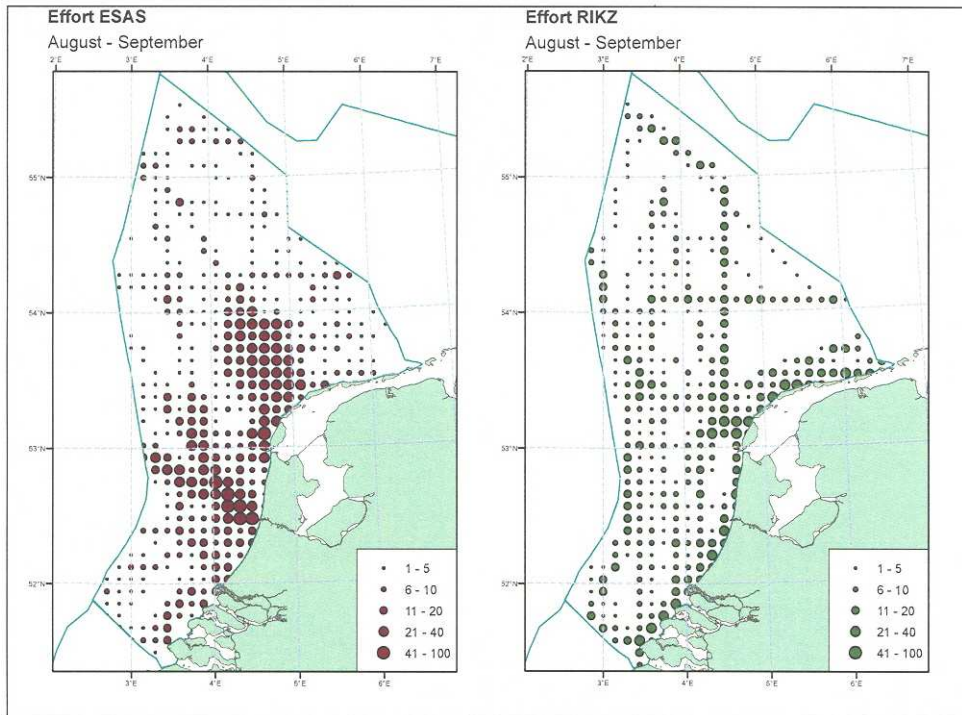 Effort ESAS
August - September
2°E 3°E 4°E 5°E 6°E 7°E
55°N
54°N
53°N
52°N
3°E 4°E 5°E 6°E
1 - 5
6 - 10
11 - 20
21 - 40
41 - 100
Effort RIKZ
August - September
2°E 3°E 4°E 5°E 6°E 7°E
55°N
54°N
53°N
52°N
3°E 4°E 5°E 6°E
1 - 5
6 - 10
11 - 20
21 - 40
41 - 100